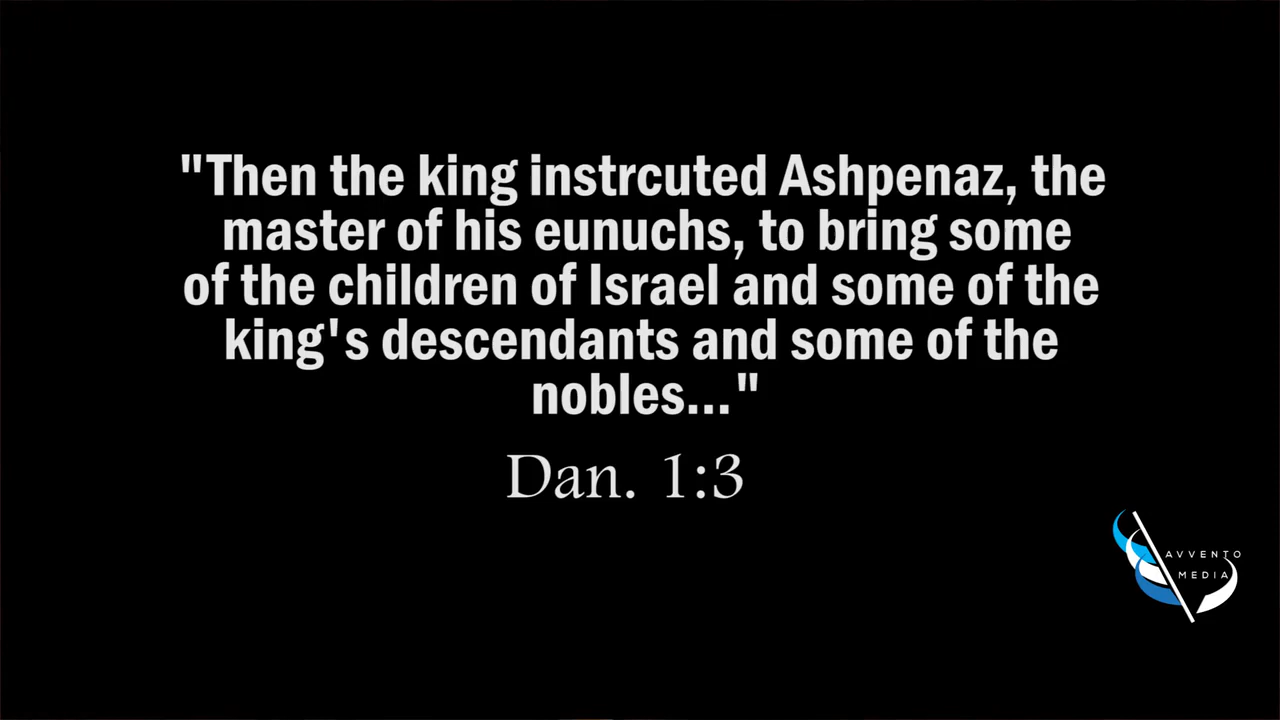 "Then the king instrcuted Ashpenaz, the
master of his eunuchs, to bring some
of the children of Israel and some of the
king's descendants and some of the
nobles..."
Dan. 1:3
AVVENTO
MEDIA